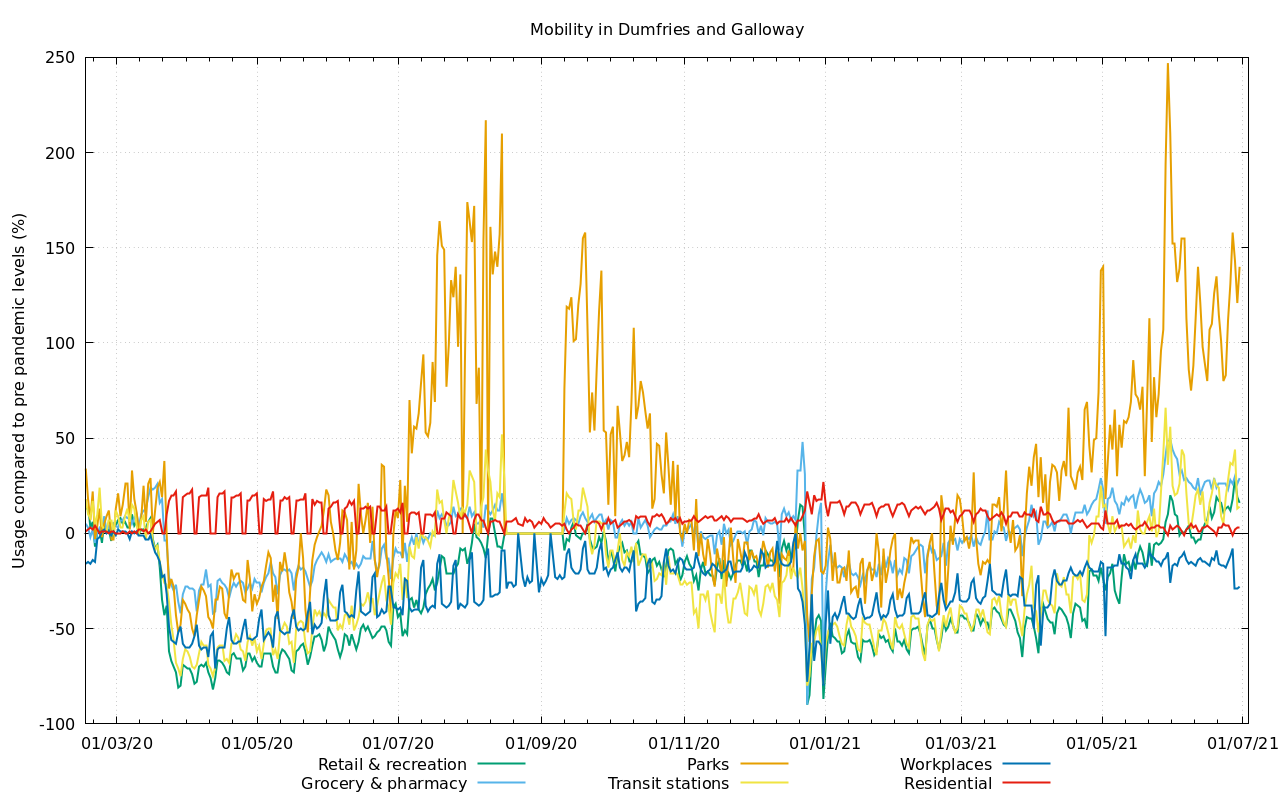 Mobility in Dumfries and Galloway
Usage compared to pre pandemic levels (%)
250
200
150
100
50
0
-50
-100
01/03/20 01/05/20 01/07/20 01/09/20 01/11/20 01/01/21 01/03/21 01/05/21 01/07/21
Retail & recreation Parks Workplaces
Grocery & pharmacy Transit stations Residential